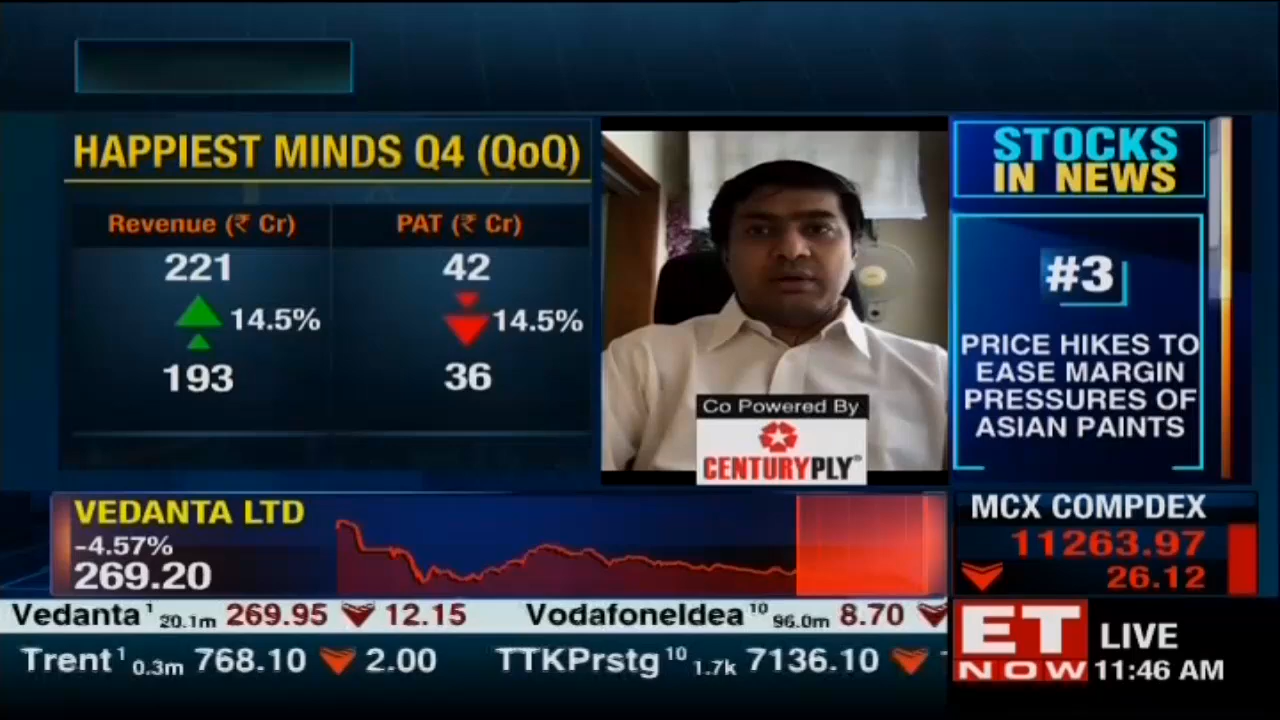 HAPPIEST MINDS Q4 (QoQ)
Revenue (₹ Cr)
PAT (₹ Cr)
221
42
14.5%
14.5%
193
36
Co Powered By
CENTURYPLY®
STOCKS
IN NEWS
#3
PRICE HIKES TO
EASE MARGIN
PRESSURES OF
ASIAN PAINTS
VEDANTA LTD
-4.57%
269.20
MCX COMPDEX
11263.97
26.12
Vedanta 1 20.1m 269.95 12.15 VodafoneIdea 10 96.0m 8.70
Trent 1 0.3m 768.10 2.00 TTKPrstg 10 1.7k 7136.10
ET
NOW
LIVE
11:46 AM